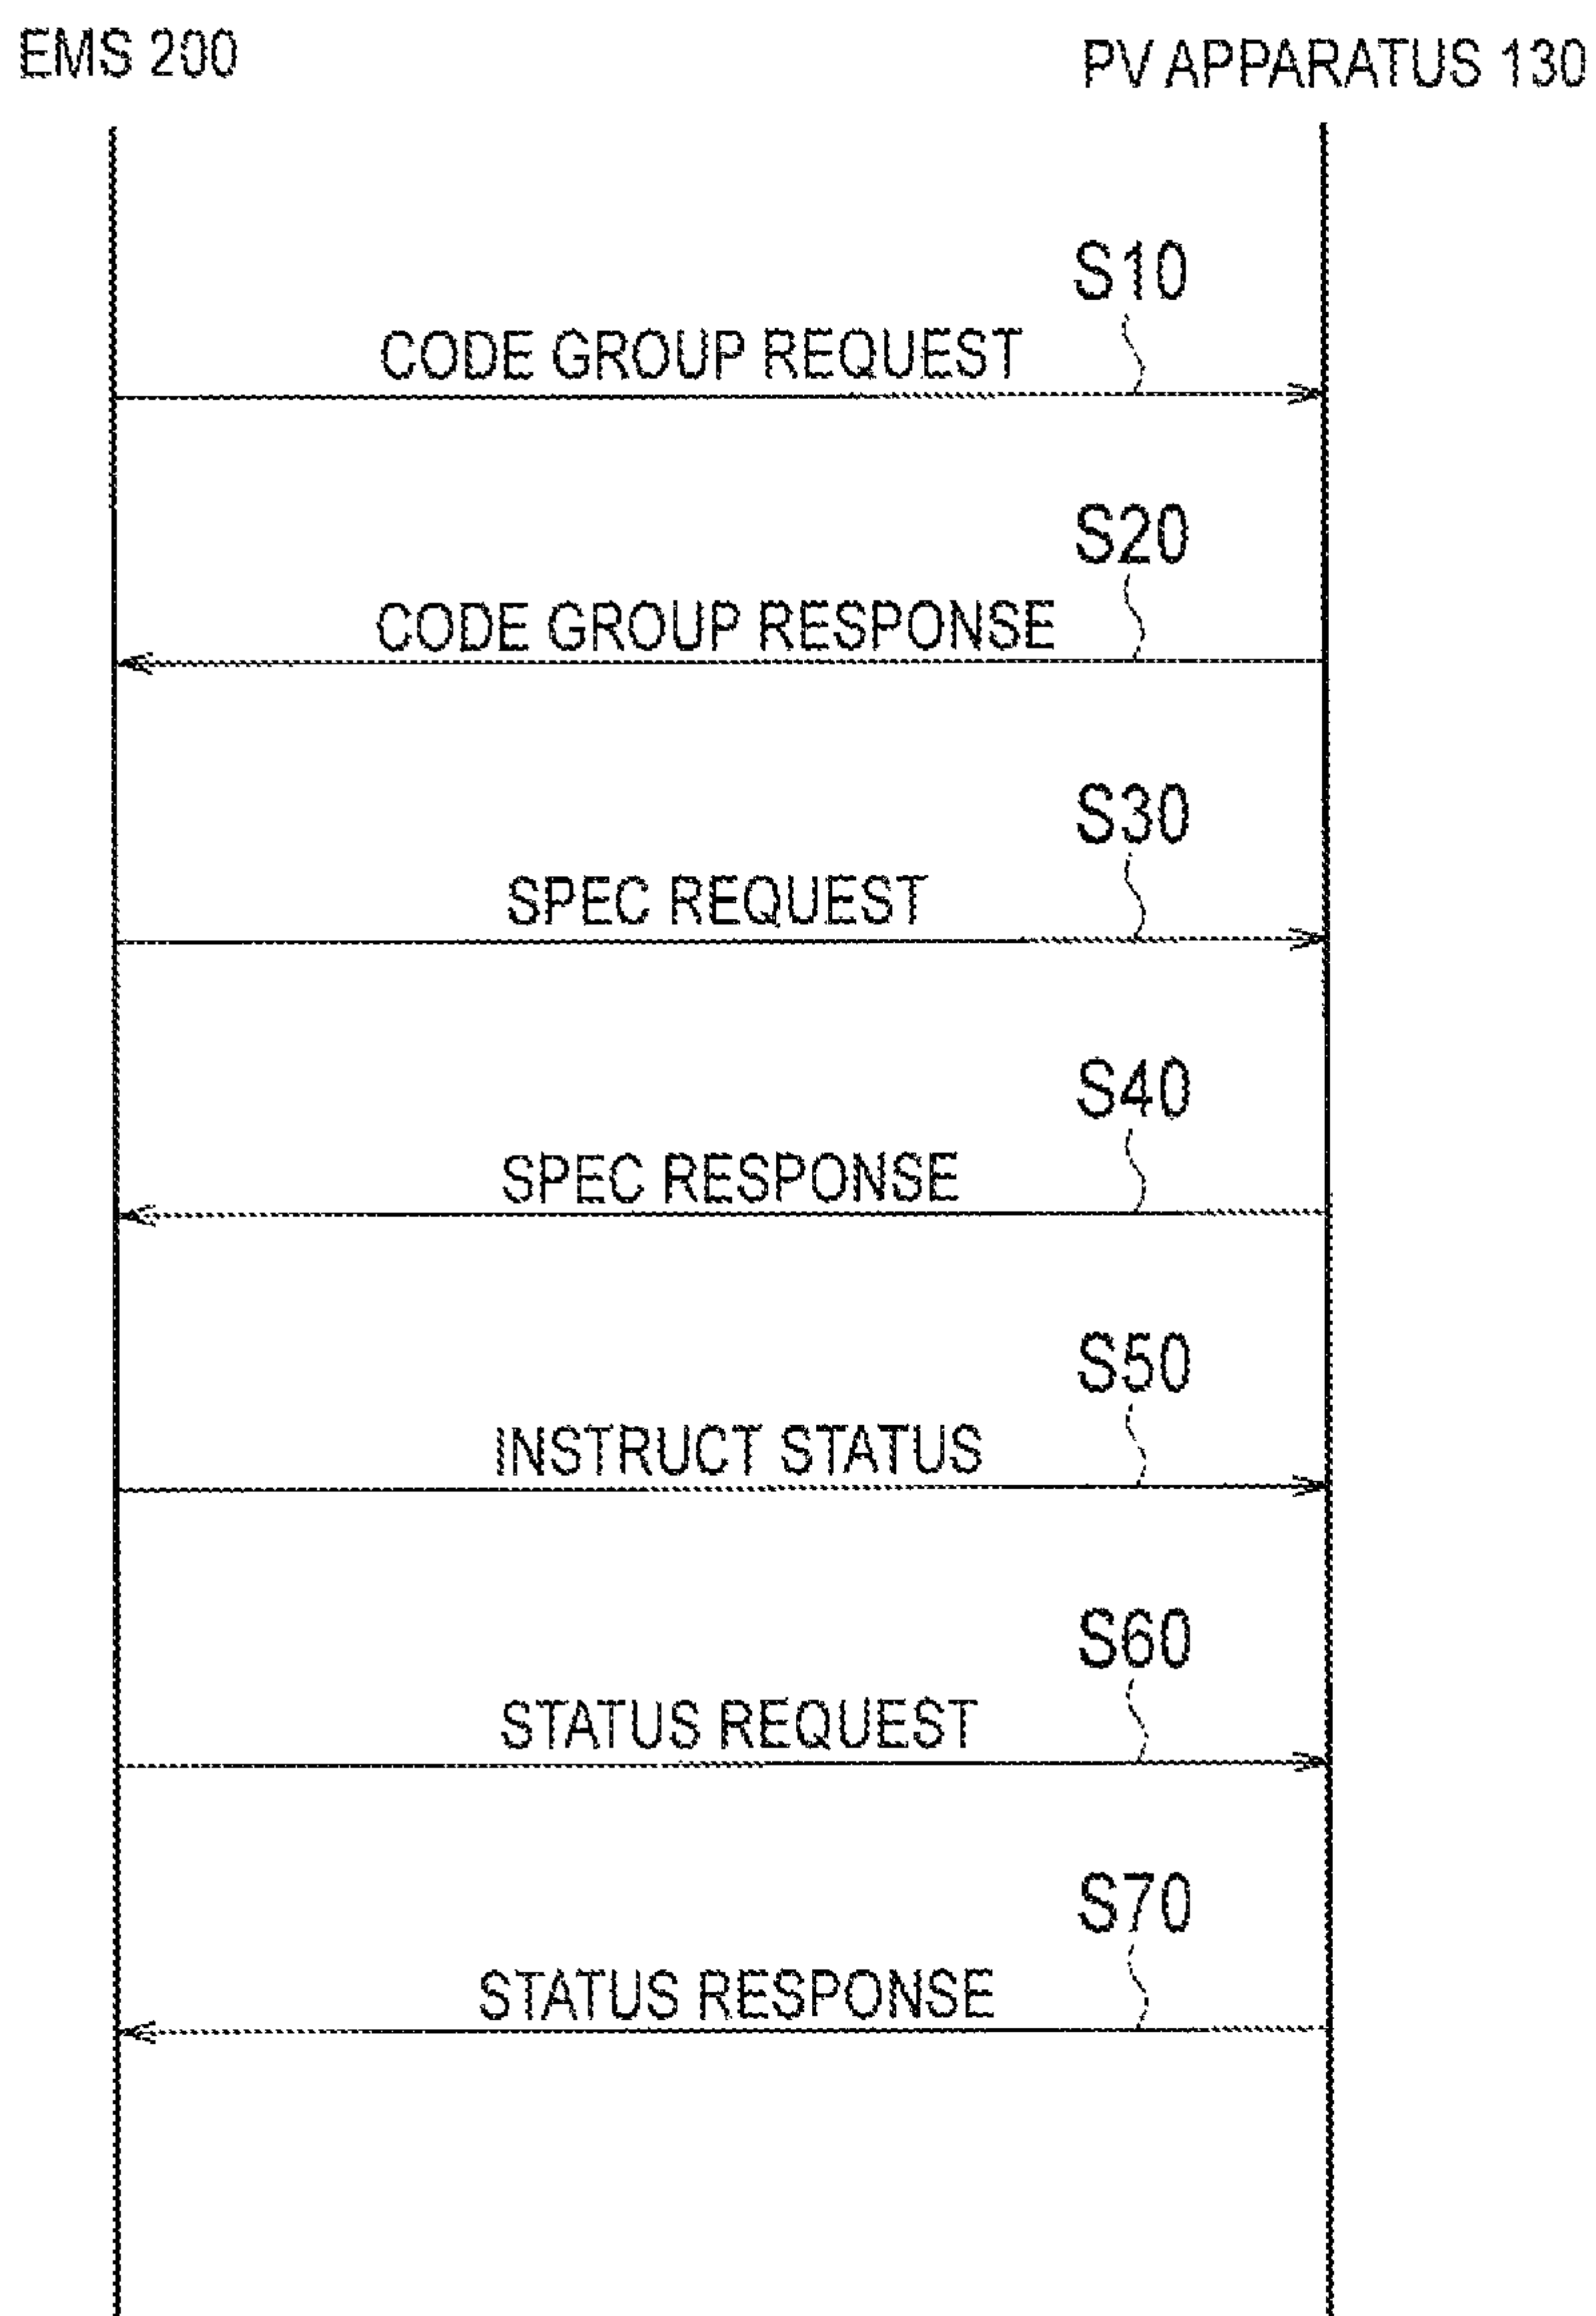 EMS 200
PV APPARATUS 130
S10
CODE GROUP REQUEST
S20
CODE GROUP RESPONSE
S30
SPEC REQUEST
S40
SPEC RESPONSE
S50
INSTRUCT STATUS
S60
STATUS REQUEST
S70
STATUS RESPONSE